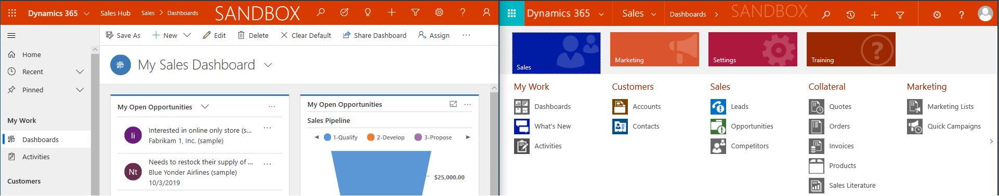 Dynamics 365 Sales Hub Sales > Dashboards SANDBOX ?
Save As New Edit Delete Clear Default Share Dashboard Assign ...
Home
Recent
Pinned
My Work
Dashboards
Activities
Customers
My Sales Dashboard
My Open Opportunities ...
Ii Interested in online only store (s... ...
Fabrikam 1, Inc. (sample)
Nt Needs to restock their supply of ... ...
Blue Yonder Airlines (sample)
10/3/2019
My Open Opportunities ...
Sales Pipeline
1-Qualify 2-Develop 3-Propose
$25,000.00
Dynamics 365 Sales Dashboards > SANDBOX ?
Sales
Marketing
Settings
Training
My Work
Dashboards
What's New
Activities
Customers
Accounts
Contacts
Sales
Leads
Opportunities
Competitors
Collateral
Quotes
Orders
Invoices
Products
Sales Literature
Marketing
Marketing Lists
Quick Campaigns